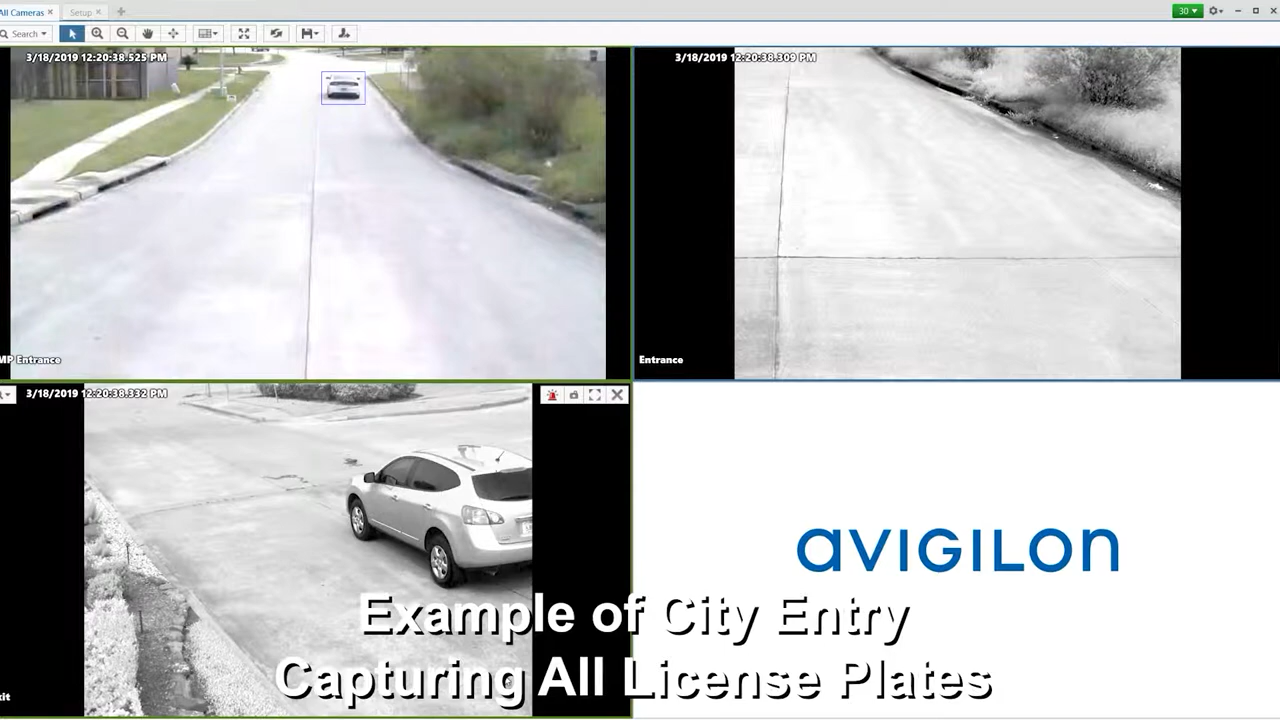 All Cameras
Setup
30
Search
3/18/2019 12:20:38.525 PM
3/18/2019 12:20:38.309 PM
MP Entrance
Entrance
3/18/2019 12:20:38.332 PM
AVIGILON
Example of City Entry
Capturing All License Plates
xit